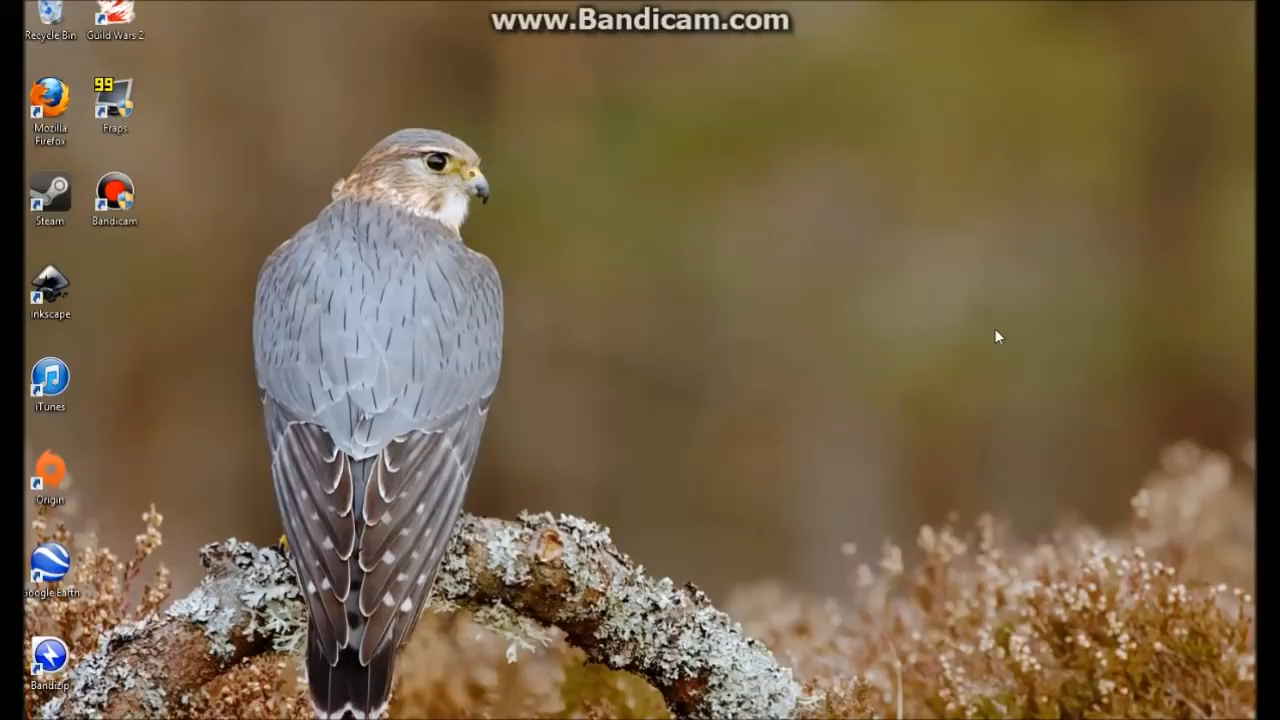 www.Bandicam.com
Recycle Bin
Guild Wars 2
99
Mozilla
Firefox
Fraps
Steam
Bandicam
Inkscape
iTunes
Origin
Google Earth
Bandizip